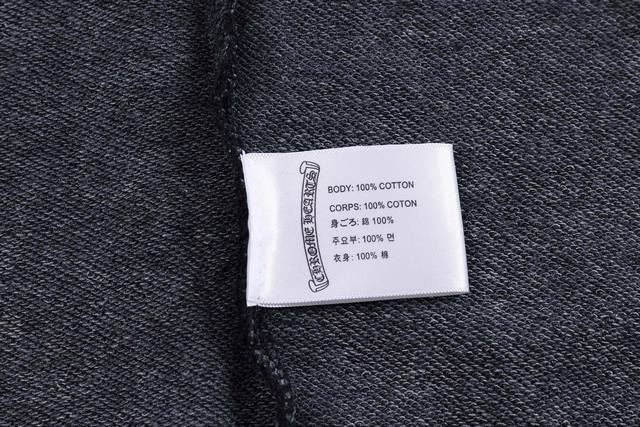 CHROME HEARTS
BODY: 100% COTTON
CORPS: 100% COTON
身ごろ: 綿 100%
주요부: 100% 면
衣身: 100% 棉